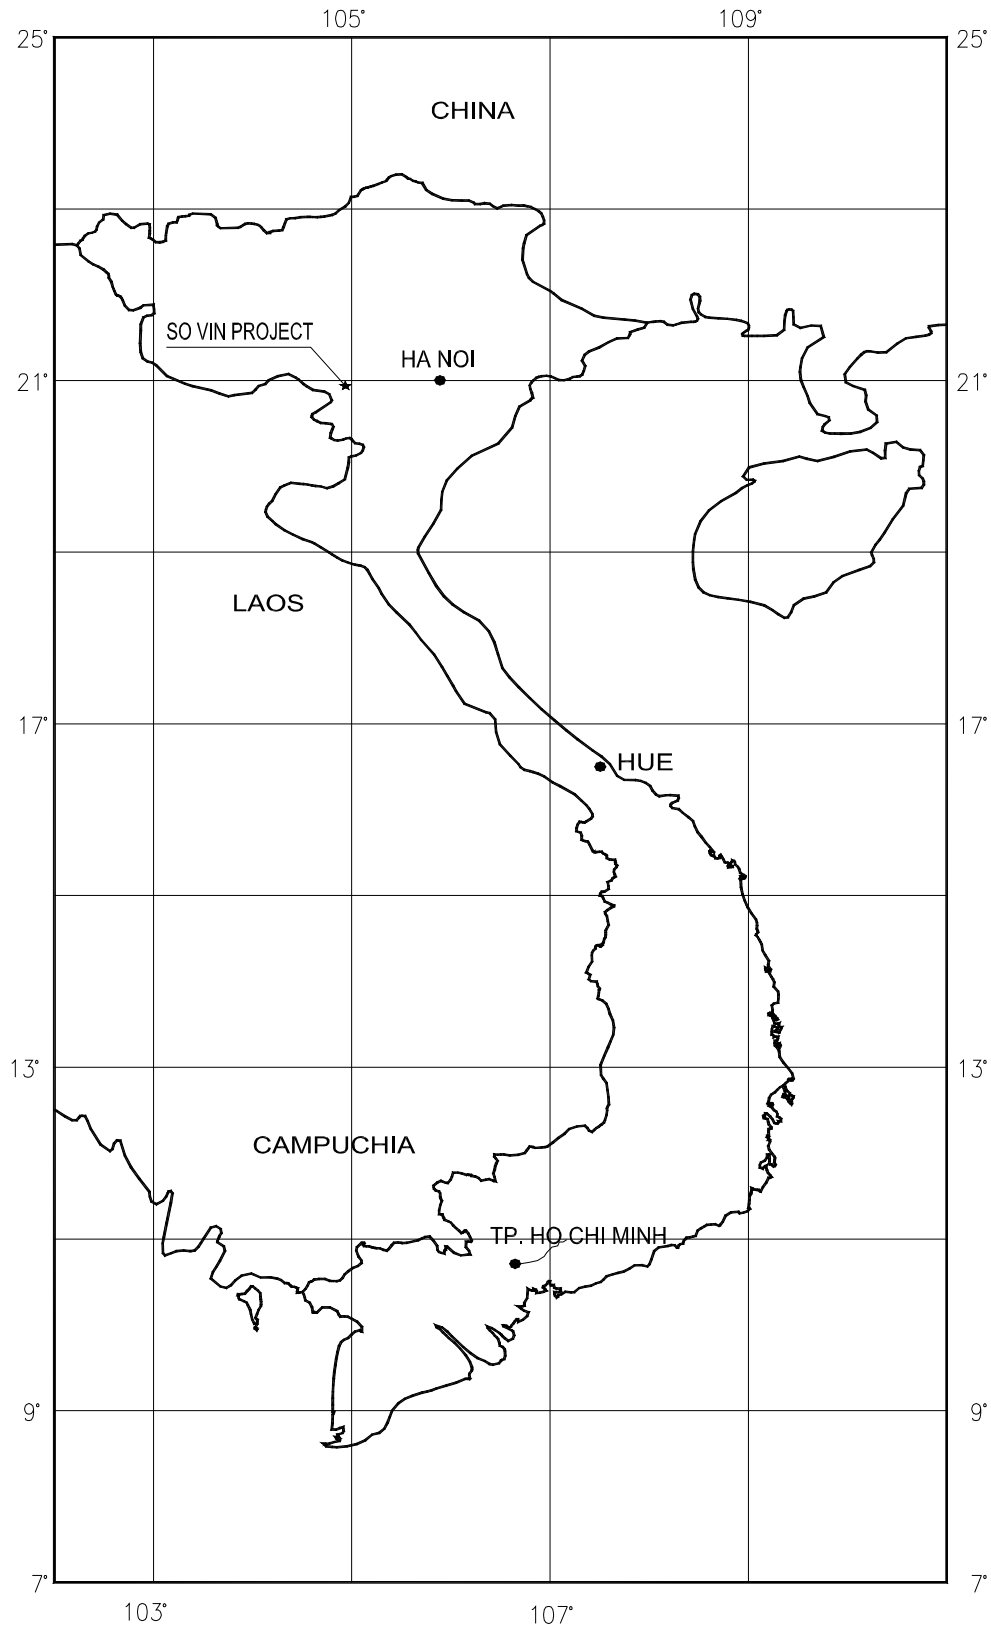 105°
109°
25°
25°
CHINA
SO VIN PROJECT
HA NOI
21°
21°
LAOS
17°
17°
HUE
13°
13°
CAMPUCHIA
TP. HO CHI MINH
9°
9°
7°
7°
103°
107°